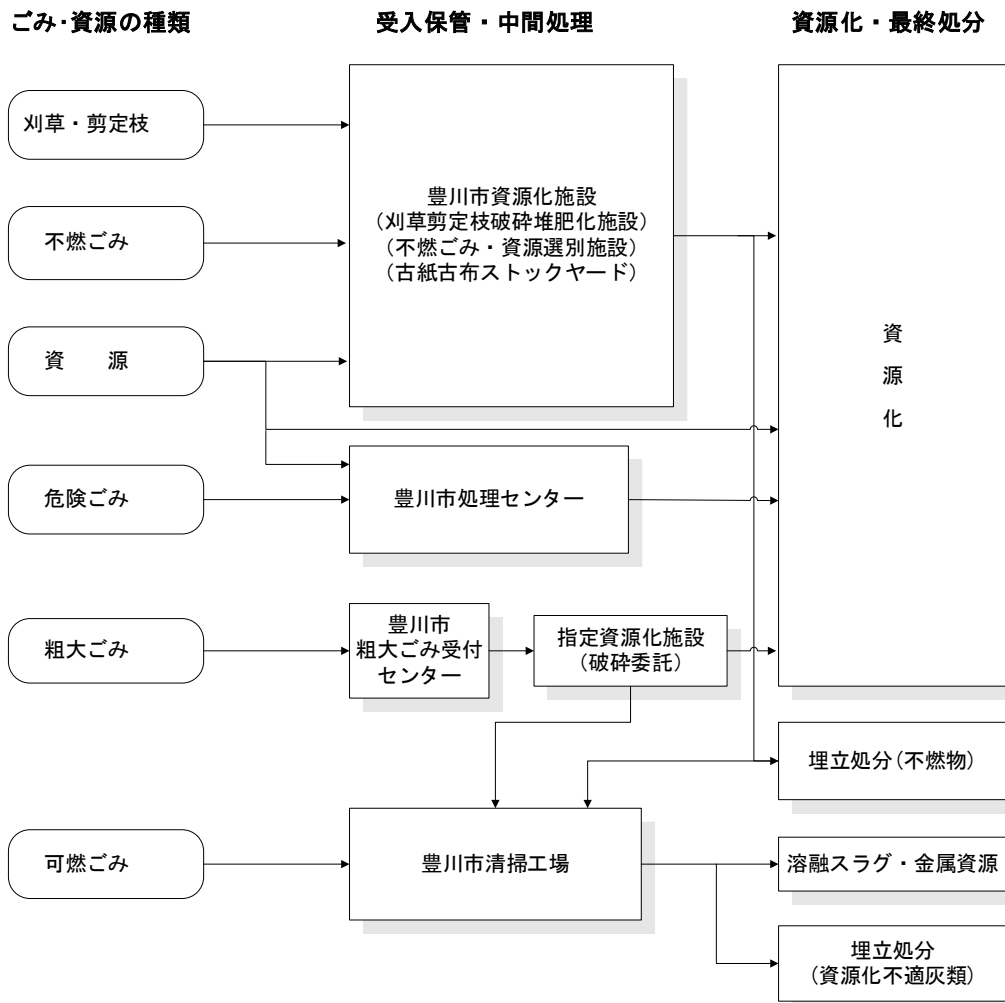 ごみ・資源の種類
受入保管・中間処理
資源化・最終処分
刈草・剪定枝
不燃ごみ
資　源
危険ごみ
粗大ごみ
可燃ごみ
豊川市資源化施設
(刈草剪定枝破砕堆肥化施設)
(不燃ごみ・資源選別施設)
(古紙古布ストックヤード)
豊川市処理センター
豊川市
粗大ごみ受付
センター
指定資源化施設
(破砕委託)
豊川市清掃工場
資
源
化
埋立処分(不燃物)
溶融スラグ・金属資源
埋立処分
(資源化不適灰類)